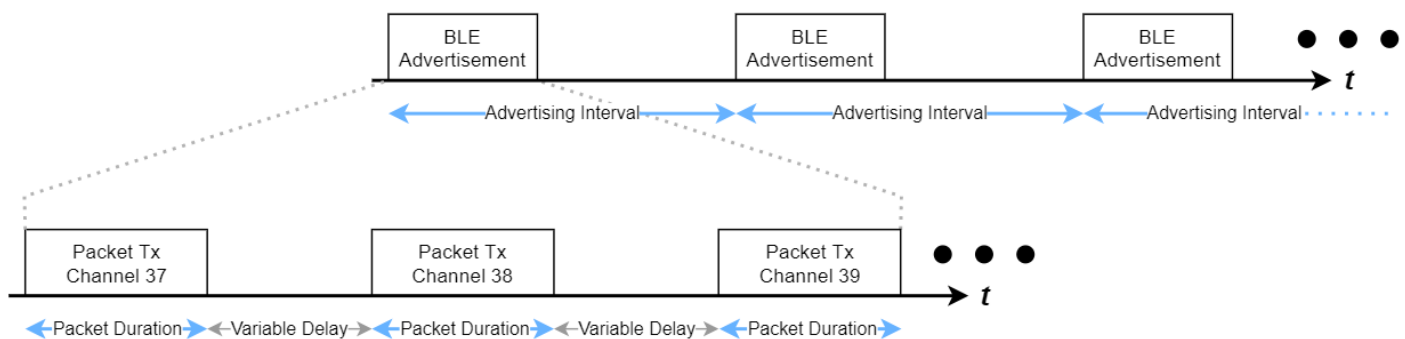 BLE
Advertisement
BLE
Advertisement
BLE
Advertisement
t
Advertising Interval
Advertising Interval
Advertising Interval
Packet Tx
Channel 37
Packet Tx
Channel 38
Packet Tx
Channel 39
t
Packet Duration
Variable Delay
Packet Duration
Variable Delay
Packet Duration